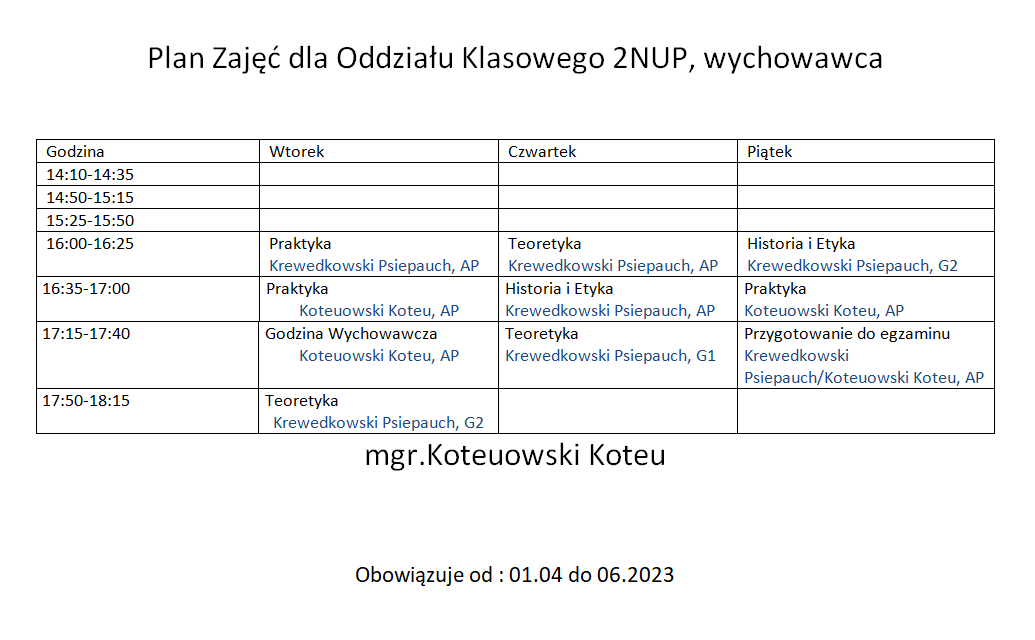 Plan Zajęć dla Oddziału Klasowego 2NUP, wychowawca
Godzina Wtorek Czwartek Piątek
14:10-14:35
14:50-15:15
15:25-15:50
16:00-16:25 Praktyka Teoretyka Historia i Etyka
Krewedkowski Psiepauch, AP Krewedkowski Psiepauch, AP Krewedkowski Psiepauch, G2
16:35-17:00 Praktyka Historia i Etyka Praktyka
Koteuowski Koteu, AP Krewedkowski Psiepauch, AP Koteuowski Koteu, AP
17:15-17:40 Godzina Wychowawcza Teoretyka Przygotowanie do egzaminu
Koteuowski Koteu, AP Krewedkowski Psiepauch, G1 Krewedkowski
Psiepauch/Koteuowski Koteu, AP
17:50-18:15 Teoretyka
Krewedkowski Psiepauch, G2
mgr.Koteuowski Koteu
Obowiązuje od : 01.04 do 06.2023